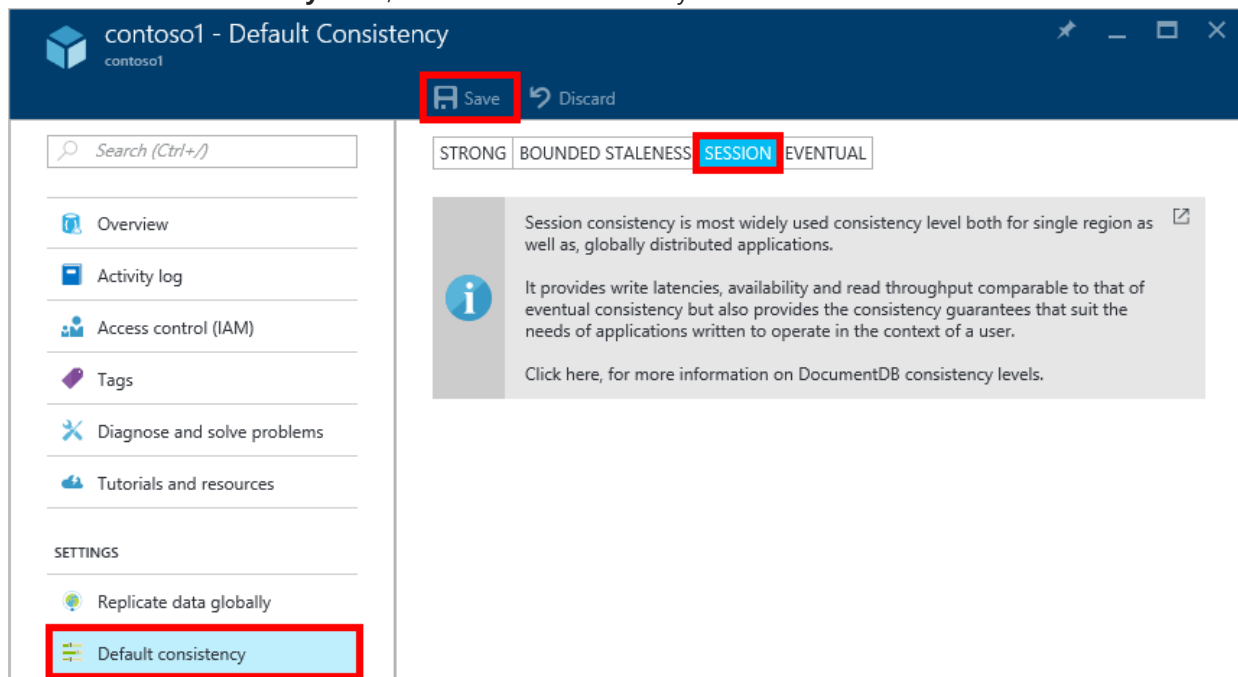 contoso1 - Default Consistency
contoso1
Save Discard
Search (Ctrl+/)
Overview
Activity log
Access control (IAM)
Tags
Diagnose and solve problems
Tutorials and resources
SETTINGS
Replicate data globally
Default consistency
STRONG BOUNDED STALENESS SESSION EVENTUAL
Session consistency is most widely used consistency level both for single region as
well as, globally distributed applications.
It provides write latencies, availability and read throughput comparable to that of
eventual consistency but also provides the consistency guarantees that suit the
needs of applications written to operate in the context of a user.
Click here, for more information on DocumentDB consistency levels.